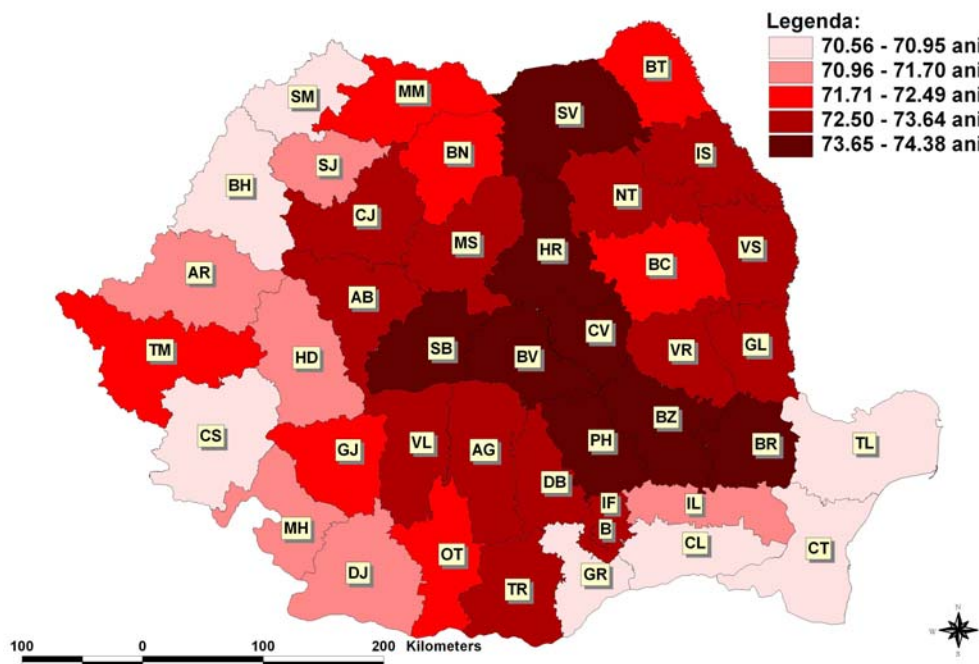 Legenda:
70.56 - 70.95 ani
70.96 - 71.70 ani
71.71 - 72.49 ani
72.50 - 73.64 ani
73.65 - 74.38 ani
BT
MM
SM
SV
IS
BN
SJ
BH
NT
CJ
MS
HR
VS
BC
AR
AB
CV
SB
TM
HD
BV
VR
GL
BZ
CS
PH
BR
TL
GJ
VL
AG
DB
IF
IL
B
MH
CL
CT
OT
DJ
GR
TR
N
W
E
S
100 0 100 200 Kilometers